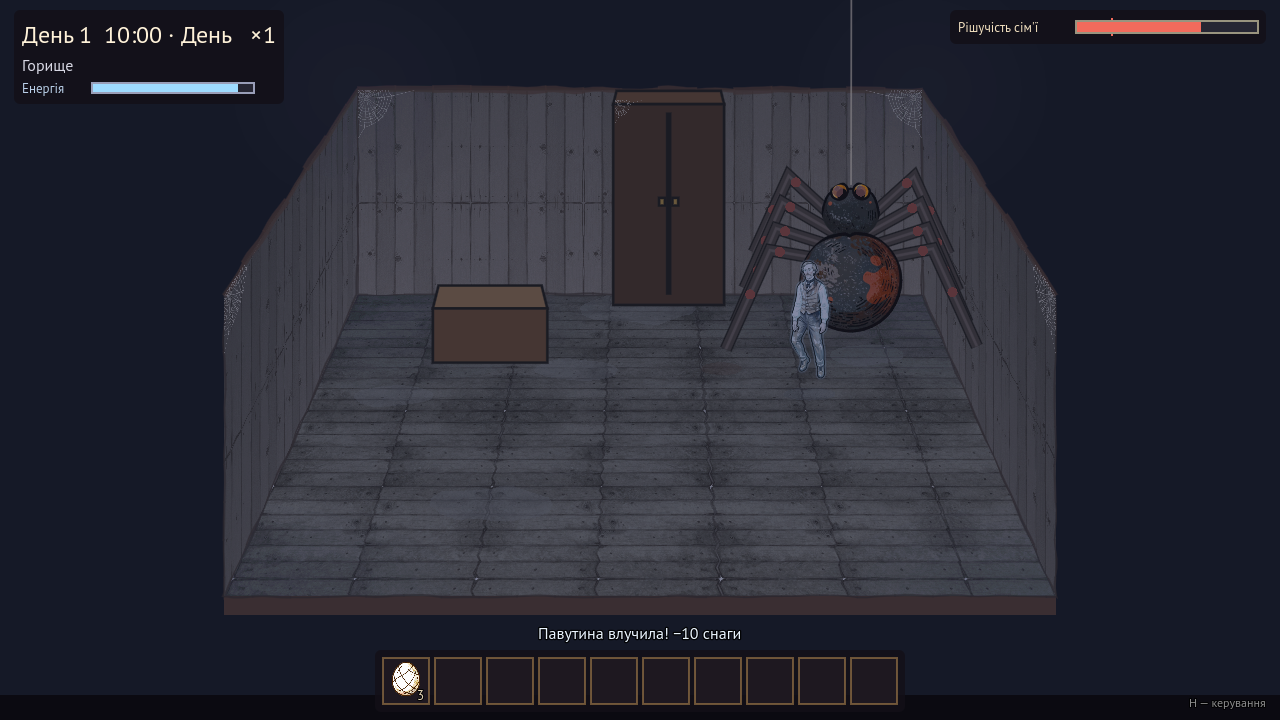 День 1 10:00 · День ×1
Горище
Енергія
Рішучість сім'ї
Павутина влучила! −10 снаги
3
H — керування